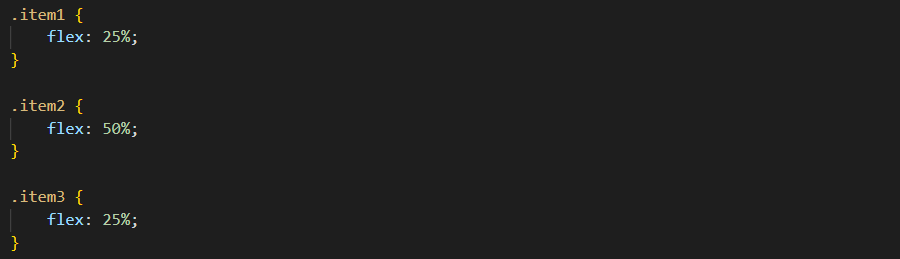 .item1 {
    flex: 25%;
}

.item2 {
    flex: 50%;
}

.item3 {
    flex: 25%;
}